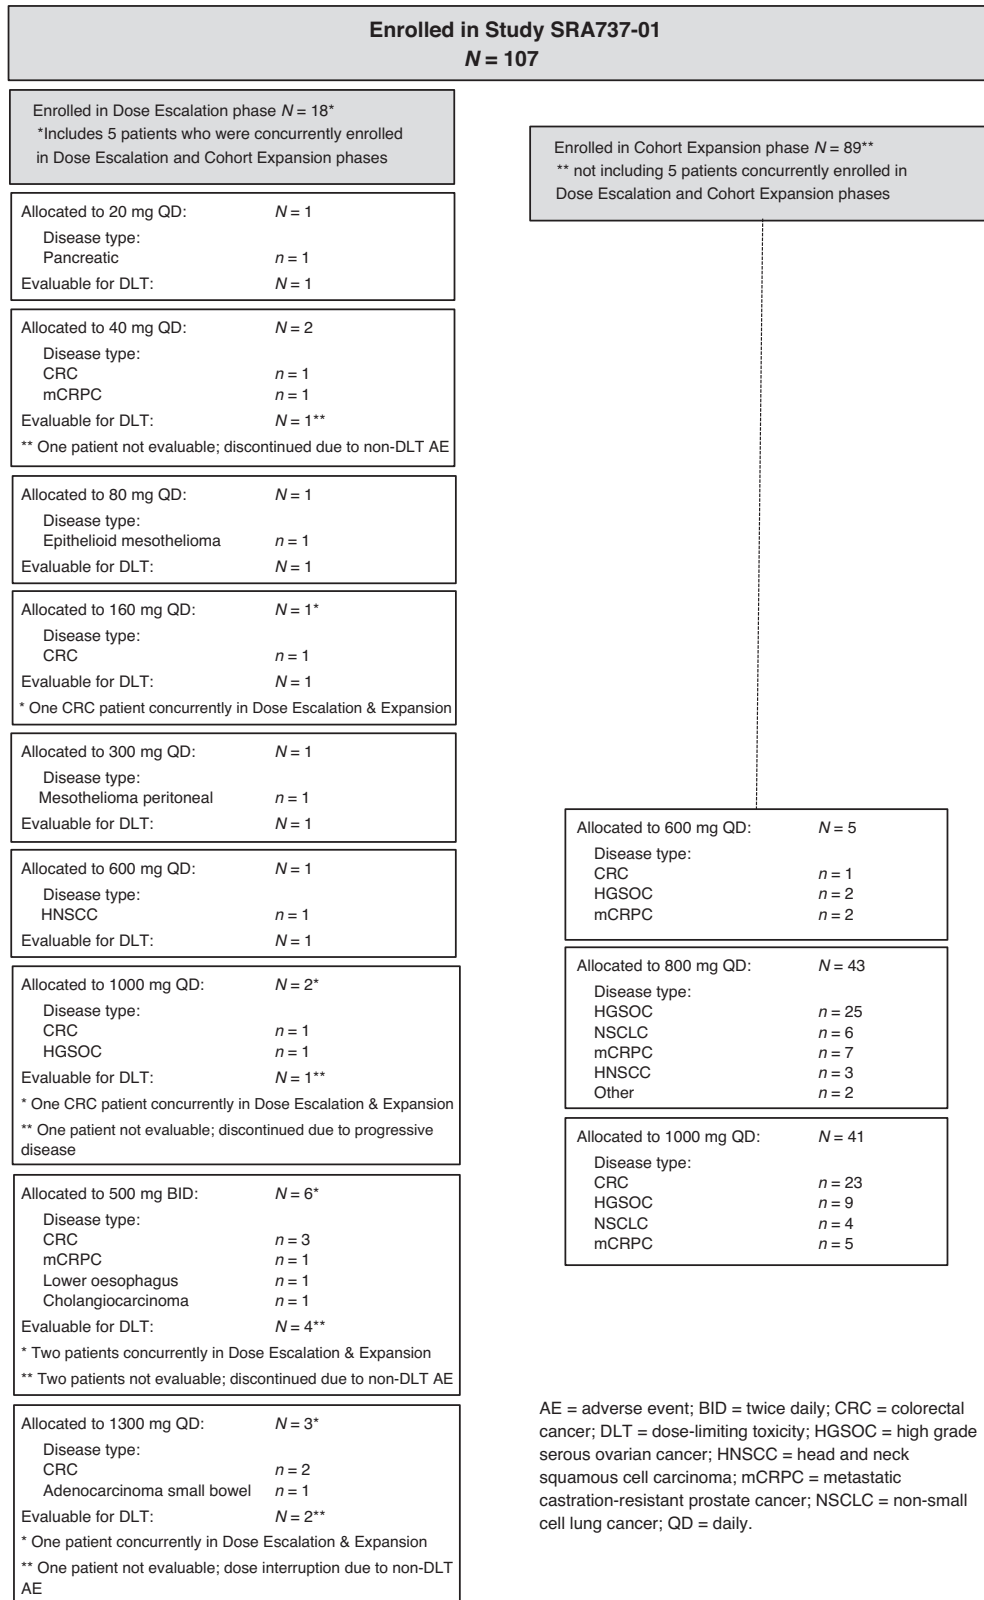 Enrolled in Study SRA737-01
N = 107
Enrolled in Dose Escalation phase N = 18*
*Includes 5 patients who were concurrently enrolled
in Dose Escalation and Cohort Expansion phases
Allocated to 20 mg QD: N = 1
Disease type:
Pancreatic n = 1
Evaluable for DLT: N = 1
Allocated to 40 mg QD: N = 2
Disease type:
CRC n = 1
mCRPC n = 1
Evaluable for DLT: N = 1**
** One patient not evaluable; discontinued due to non-DLT AE
Allocated to 80 mg QD: N = 1
Disease type:
Epithelioid mesothelioma n = 1
Evaluable for DLT: N = 1
Allocated to 160 mg QD: N = 1*
Disease type:
CRC n = 1
Evaluable for DLT: N = 1
* One CRC patient concurrently in Dose Escalation & Expansion
Allocated to 300 mg QD: N = 1
Disease type:
Mesothelioma peritoneal n = 1
Evaluable for DLT: N = 1
Allocated to 600 mg QD: N = 1
Disease type:
HNSCC n = 1
Evaluable for DLT: N = 1
Allocated to 1000 mg QD: N = 2*
Disease type:
CRC n = 1
HGSOC n = 1
Evaluable for DLT: N = 1**
* One CRC patient concurrently in Dose Escalation & Expansion
** One patient not evaluable; discontinued due to progressive
disease
Allocated to 500 mg BID: N = 6*
Disease type:
CRC n = 3
mCRPC n = 1
Lower oesophagus n = 1
Cholangiocarcinoma n = 1
Evaluable for DLT: N = 4**
* Two patients concurrently in Dose Escalation & Expansion
** Two patients not evaluable; discontinued due to non-DLT AE
Allocated to 1300 mg QD: N = 3*
Disease type:
CRC n = 2
Adenocarcinoma small bowel n = 1
Evaluable for DLT: N = 2**
* One patient concurrently in Dose Escalation & Expansion
** One patient not evaluable; dose interruption due to non-DLT
AE
Enrolled in Cohort Expansion phase N = 89**
** not including 5 patients concurrently enrolled in
Dose Escalation and Cohort Expansion phases
Allocated to 600 mg QD: N = 5
Disease type:
CRC n = 1
HGSOC n = 2
mCRPC n = 2
Allocated to 800 mg QD: N = 43
Disease type:
HGSOC n = 25
NSCLC n = 6
mCRPC n = 7
HNSCC n = 3
Other n = 2
Allocated to 1000 mg QD: N = 41
Disease type:
CRC n = 23
HGSOC n = 9
NSCLC n = 4
mCRPC n = 5
AE = adverse event; BID = twice daily; CRC = colorectal
cancer; DLT = dose-limiting toxicity; HGSOC = high grade
serous ovarian cancer; HNSCC = head and neck
squamous cell carcinoma; mCRPC = metastatic
castration-resistant prostate cancer; NSCLC = non-small
cell lung cancer; QD = daily.